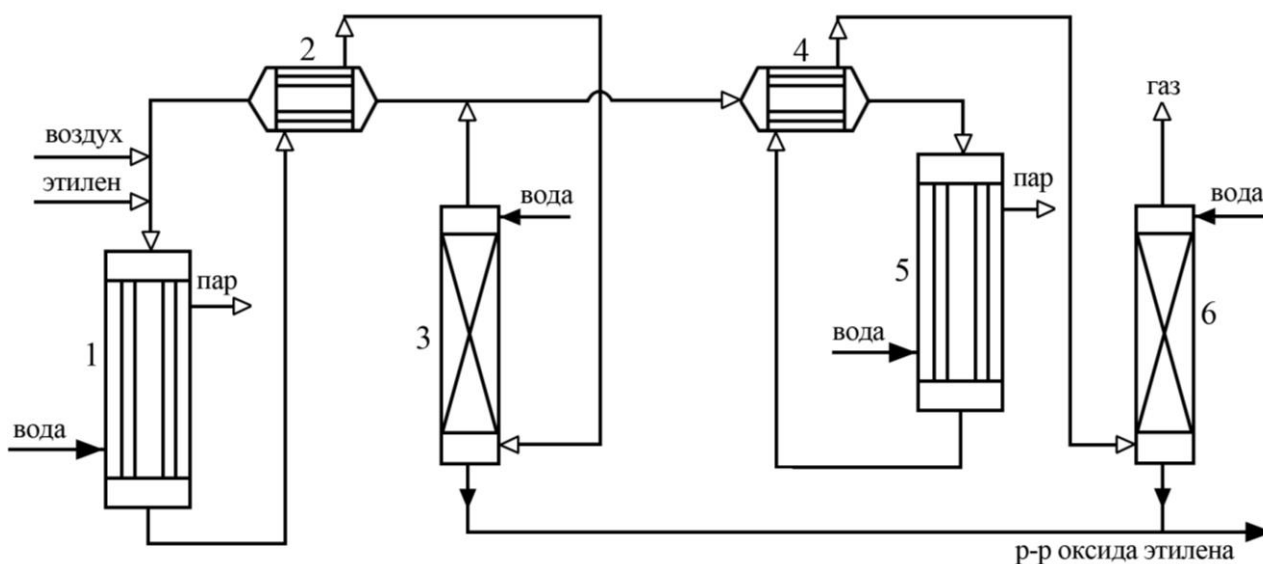 2
4
газ
воздух
этилен
вода
пар
вода
пар
1
3
5
6
вода
вода
р-р оксида этилена